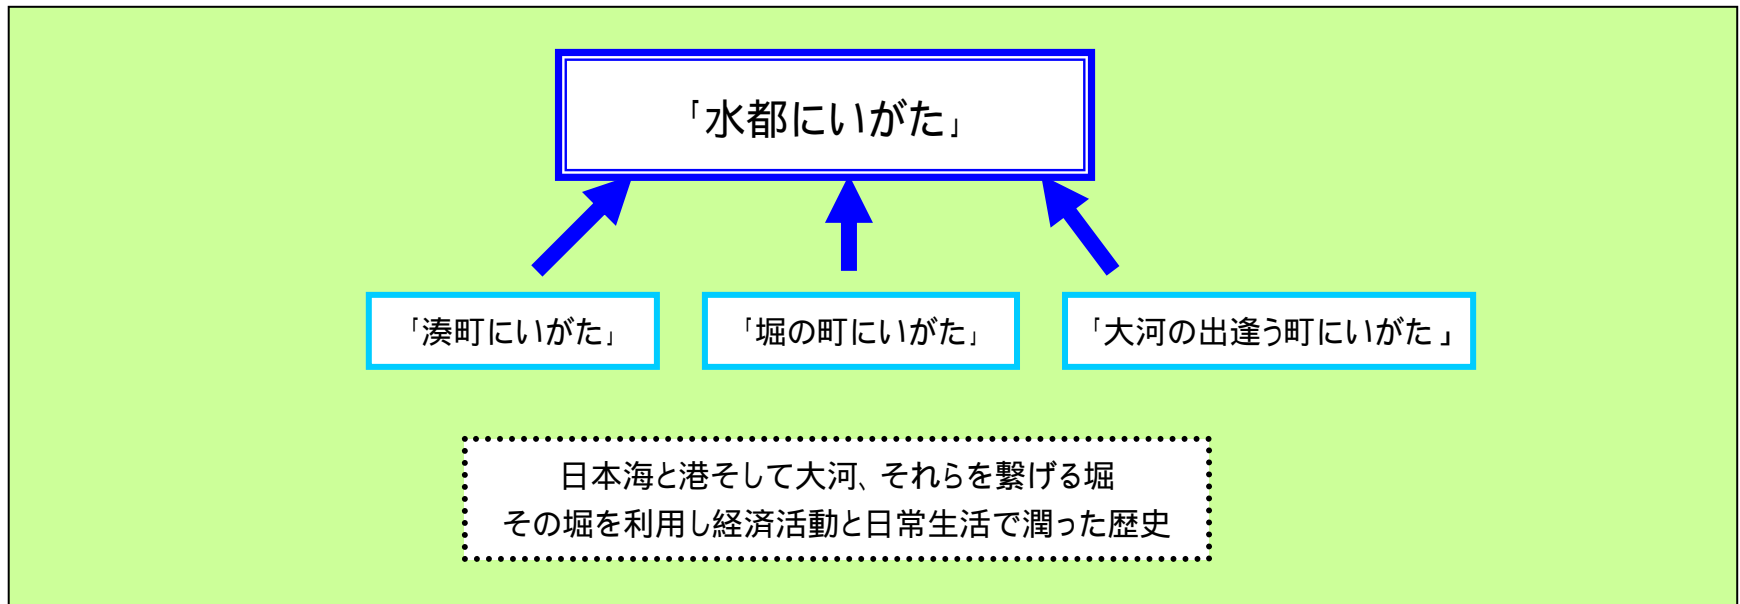 「水都にいがた」
「湊町にいがた」
「堀の町にいがた」
「大河の出逢う町にいがた」
日本海と港そして大河、それらを繋げる堀
その堀を利用し経済活動と日常生活で潤った歴史